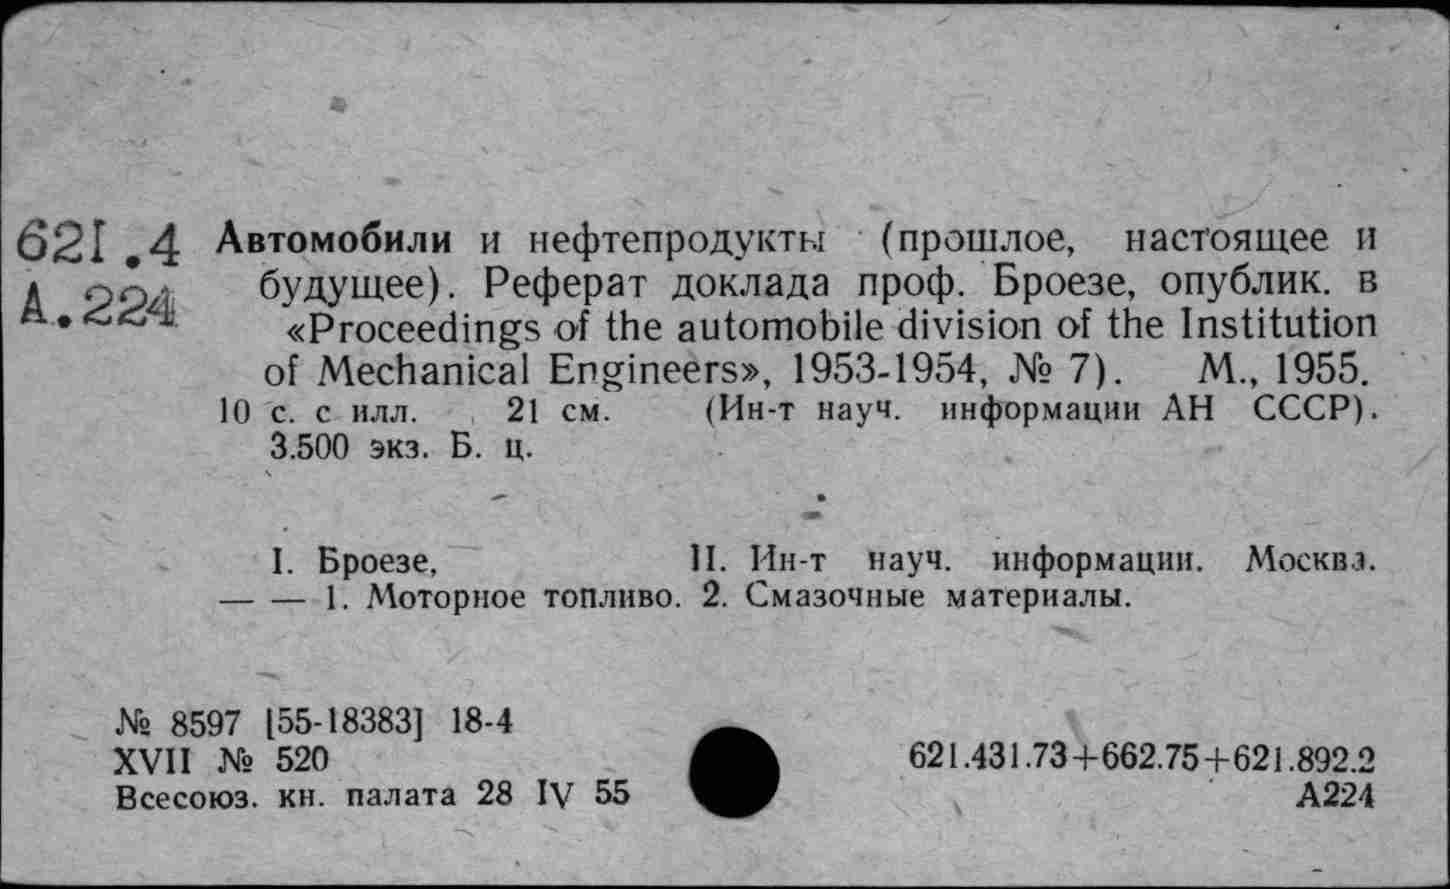 621.4 Автомобили и нефтепродукты (прошлое, настоящее и
А.224 будущее). Реферат доклада проф. Броезе, опублик. в
«Proceedings of the automobile division of the Institution
of Mechanical Engineers», 1953-1954, № 7). М., 1955.
10 с. с илл. 21 см. (Ин-т науч. информации АН СССР).
3.500 экз. Б. ц.
I. Броезе, II. Ин-т науч. информации. Москва.
— — 1. Моторное топливо. 2. Смазочные материалы.
№ 8597 [55-18383] 18-4
XVII № 520 621.431.73+662.75+621.892.2
Всесоюз. кн. палата 28 IV 55 А224